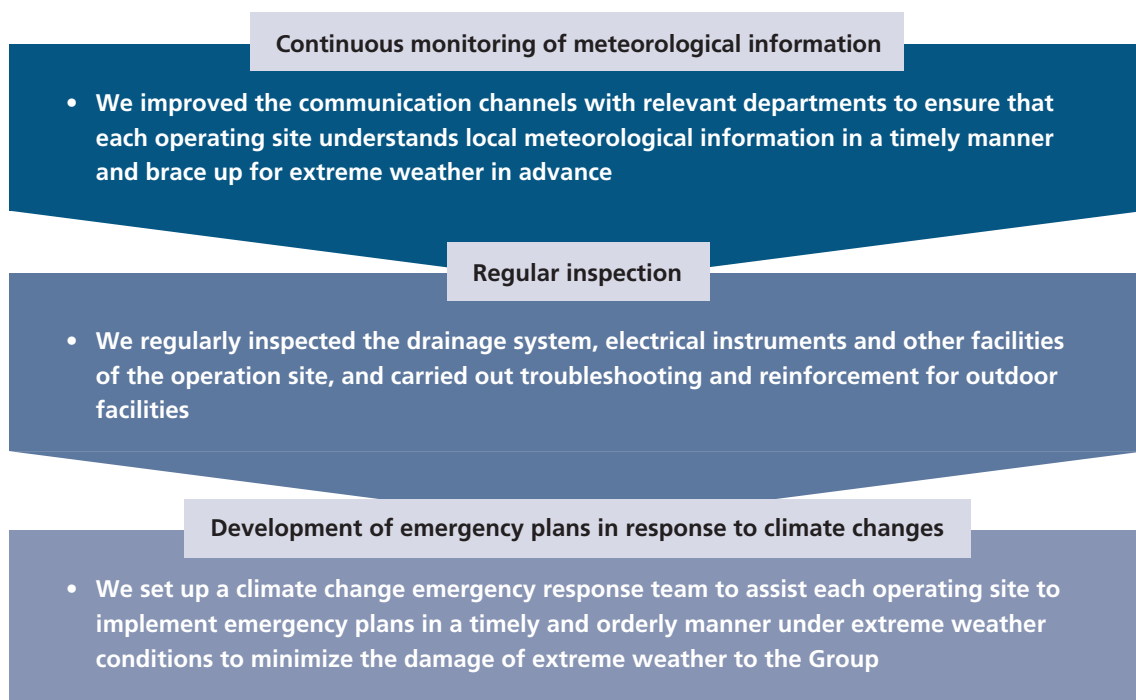 Continuous monitoring of meteorological information
• We improved the communication channels with relevant departments to ensure that
each operating site understands local meteorological information in a timely manner
and brace up for extreme weather in advance
Regular inspection
• We regularly inspected the drainage system, electrical instruments and other facilities
of the operation site, and carried out troubleshooting and reinforcement for outdoor
facilities
Development of emergency plans in response to climate changes
• We set up a climate change emergency response team to assist each operating site to
implement emergency plans in a timely and orderly manner under extreme weather
conditions to minimize the damage of extreme weather to the Group